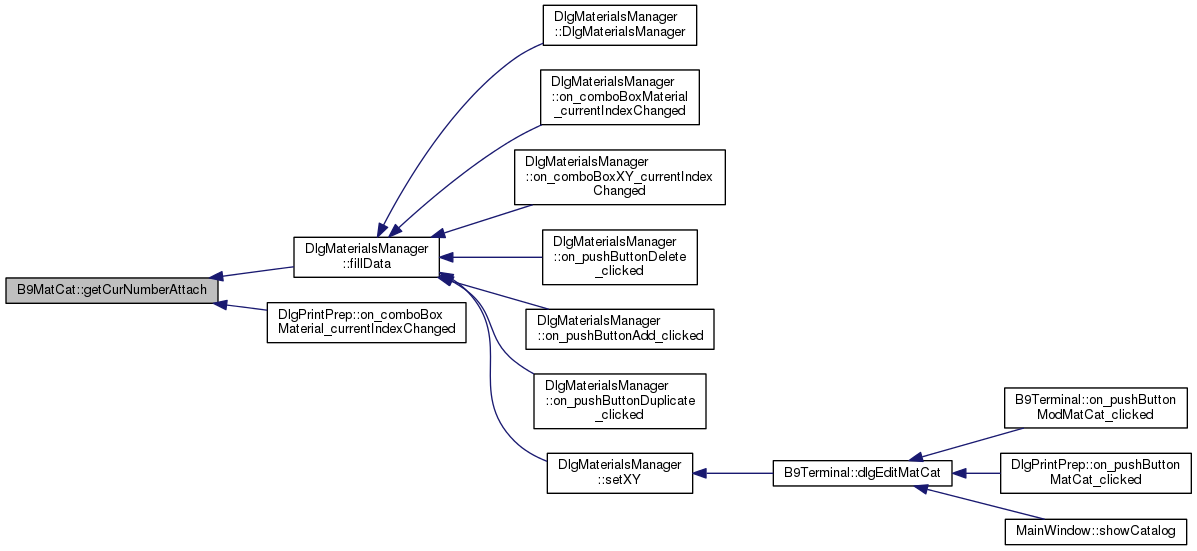 DlgMaterialsManager
::DlgMaterialsManager
DlgMaterialsManager
::on_comboBoxMaterial
_currentIndexChanged
DlgMaterialsManager
::on_comboBoxXY_currentIndex
Changed
DlgMaterialsManager
::fillData
DlgMaterialsManager
::on_pushButtonDelete
_clicked
B9MatCat::getCurNumberAttach
DlgPrintPrep::on_comboBox
Material_currentIndexChanged
DlgMaterialsManager
::on_pushButtonAdd_clicked
DlgMaterialsManager
::on_pushButtonDuplicate
_clicked
B9Terminal::on_pushButton
ModMatCat_clicked
DlgMaterialsManager
::setXY
B9Terminal::dlgEditMatCat
DlgPrintPrep::on_pushButton
MatCat_clicked
MainWindow::showCatalog